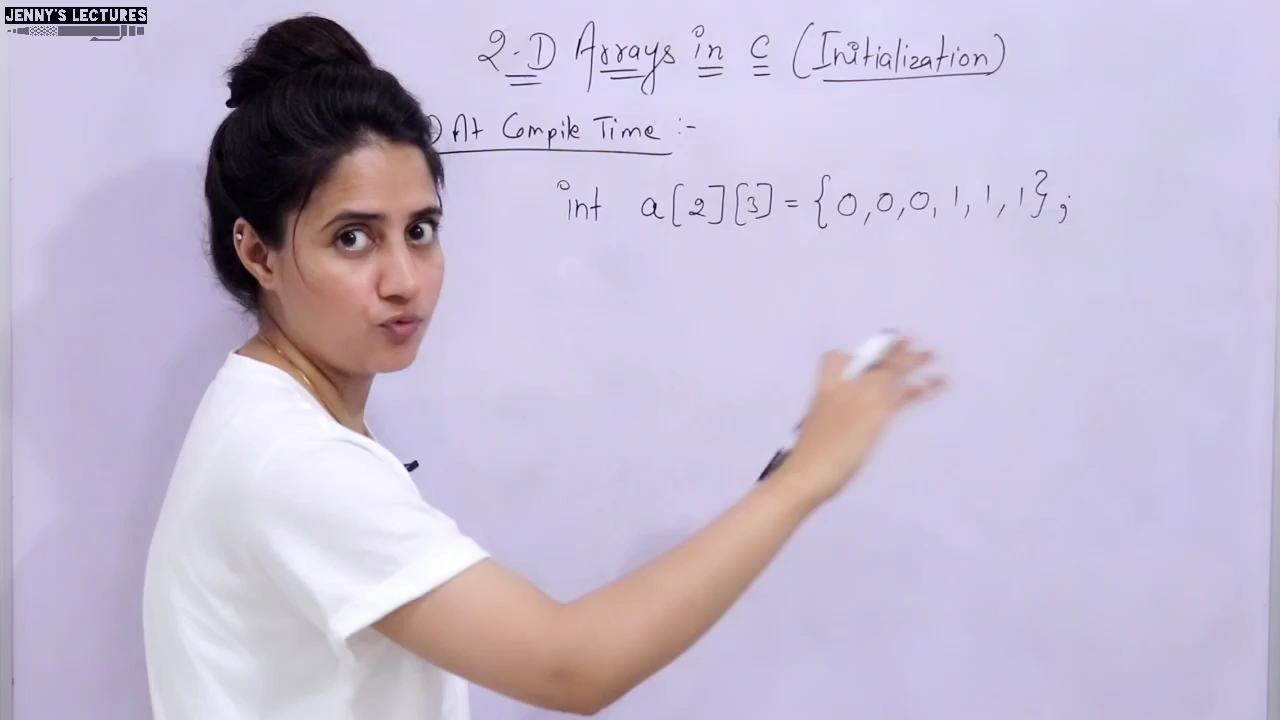 JENNY'S LECTURES
2-D Arrays in C (Initialization)
) At Compile Time :-
int a[2][3] = {0,0,0,1,1,1};